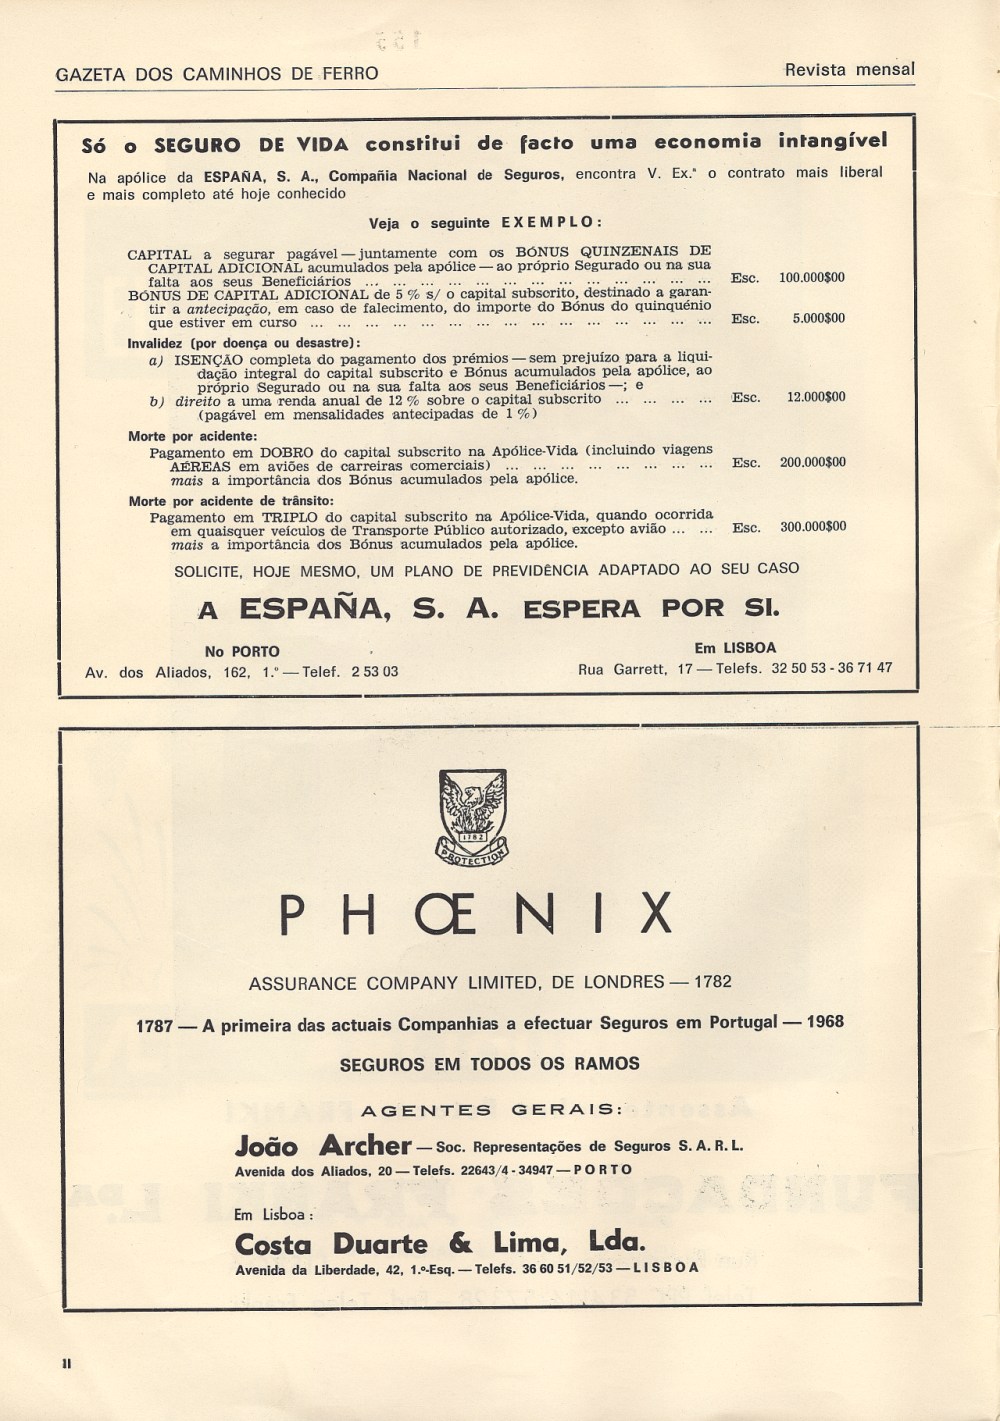 GAZETA DOS CAMINHOS DE FERRO
Revista mensal
Só o SEGURO DE VIDA constitui de facto uma economia intangível
Na apólice da ESPAÑA, S. A., Compañia Nacional de Seguros, encontra V. Ex.ª o contrato mais liberal
e mais completo até hoje conhecido
Veja o seguinte EXEMPLO:
CAPITAL a segurar pagável — juntamente com os BÓNUS QUINZENAIS DE
CAPITAL ADICIONAL acumulados pela apólice — ao próprio Segurado ou na sua
falta aos seus Beneficiários ... ... ... ... ... ... ... ... ... ... ... ... ... Esc. 100.000$00
BÓNUS DE CAPITAL ADICIONAL de 5 % s/ o capital subscrito, destinado a garan-
tir a antecipação, em caso de falecimento, do importe do Bónus do quinquénio
que estiver em curso ... ... ... ... ... ... ... ... ... ... ... ... ... ... ... Esc. 5.000$00
Invalidez (por doença ou desastre):
a) ISENÇÃO completa do pagamento dos prémios — sem prejuízo para a liqui-
dação integral do capital subscrito e Bónus acumulados pela apólice, ao
próprio Segurado ou na sua falta aos seus Beneficiários —; e
b) direito a uma renda anual de 12 % sobre o capital subscrito ... ... ... ... Esc. 12.000$00
(pagável em mensalidades antecipadas de 1 %)
Morte por acidente:
Pagamento em DOBRO do capital subscrito na Apólice-Vida (incluindo viagens
AÉREAS em aviões de carreiras comerciais) ... ... ... ... ... ... ... ... Esc. 200.000$00
mais a importância dos Bónus acumulados pela apólice.
Morte por acidente de trânsito:
Pagamento em TRIPLO do capital subscrito na Apólice-Vida, quando ocorrida
em quaisquer veículos de Transporte Público autorizado, excepto avião ... ... Esc. 300.000$00
mais a importância dos Bónus acumulados pela apólice.
SOLICITE, HOJE MESMO, UM PLANO DE PREVIDÊNCIA ADAPTADO AO SEU CASO
A ESPAÑA, S. A. ESPERA POR SI.
No PORTO
Av. dos Aliados, 162, 1.º — Telef. 2 53 03
Em LISBOA
Rua Garrett, 17 — Telefs. 32 50 53 - 36 71 47
1782
PROTECTION
PHŒNIX
ASSURANCE COMPANY LIMITED, DE LONDRES — 1782
1787 — A primeira das actuais Companhias a efectuar Seguros em Portugal — 1968
SEGUROS EM TODOS OS RAMOS
AGENTES GERAIS:
João Archer — Soc. Representações de Seguros S. A. R. L.
Avenida dos Aliados, 20 — Telefs. 22643/4 - 34947 — PORTO
Em Lisboa:
Costa Duarte & Lima, Lda.
Avenida da Liberdade, 42, 1.º-Esq. — Telefs. 36 60 51/52/53 — LISBOA
II